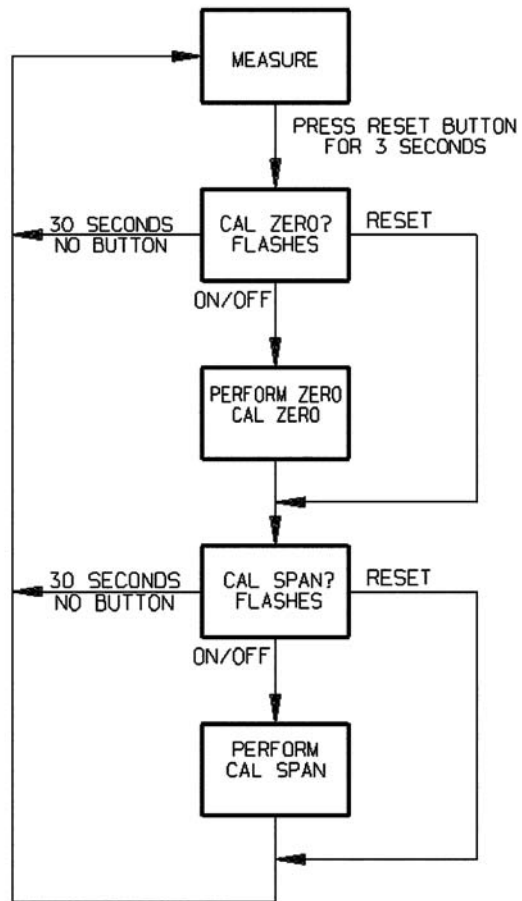 MEASURE
PRESS RESET BUTTON
FOR 3 SECONDS
30 SECONDS
NO BUTTON
CAL ZERO?
FLASHES
RESET
ON/OFF
PERFORM ZERO
CAL ZERO
30 SECONDS
NO BUTTON
CAL SPAN?
FLASHES
RESET
ON/OFF
PERFORM
CAL SPAN